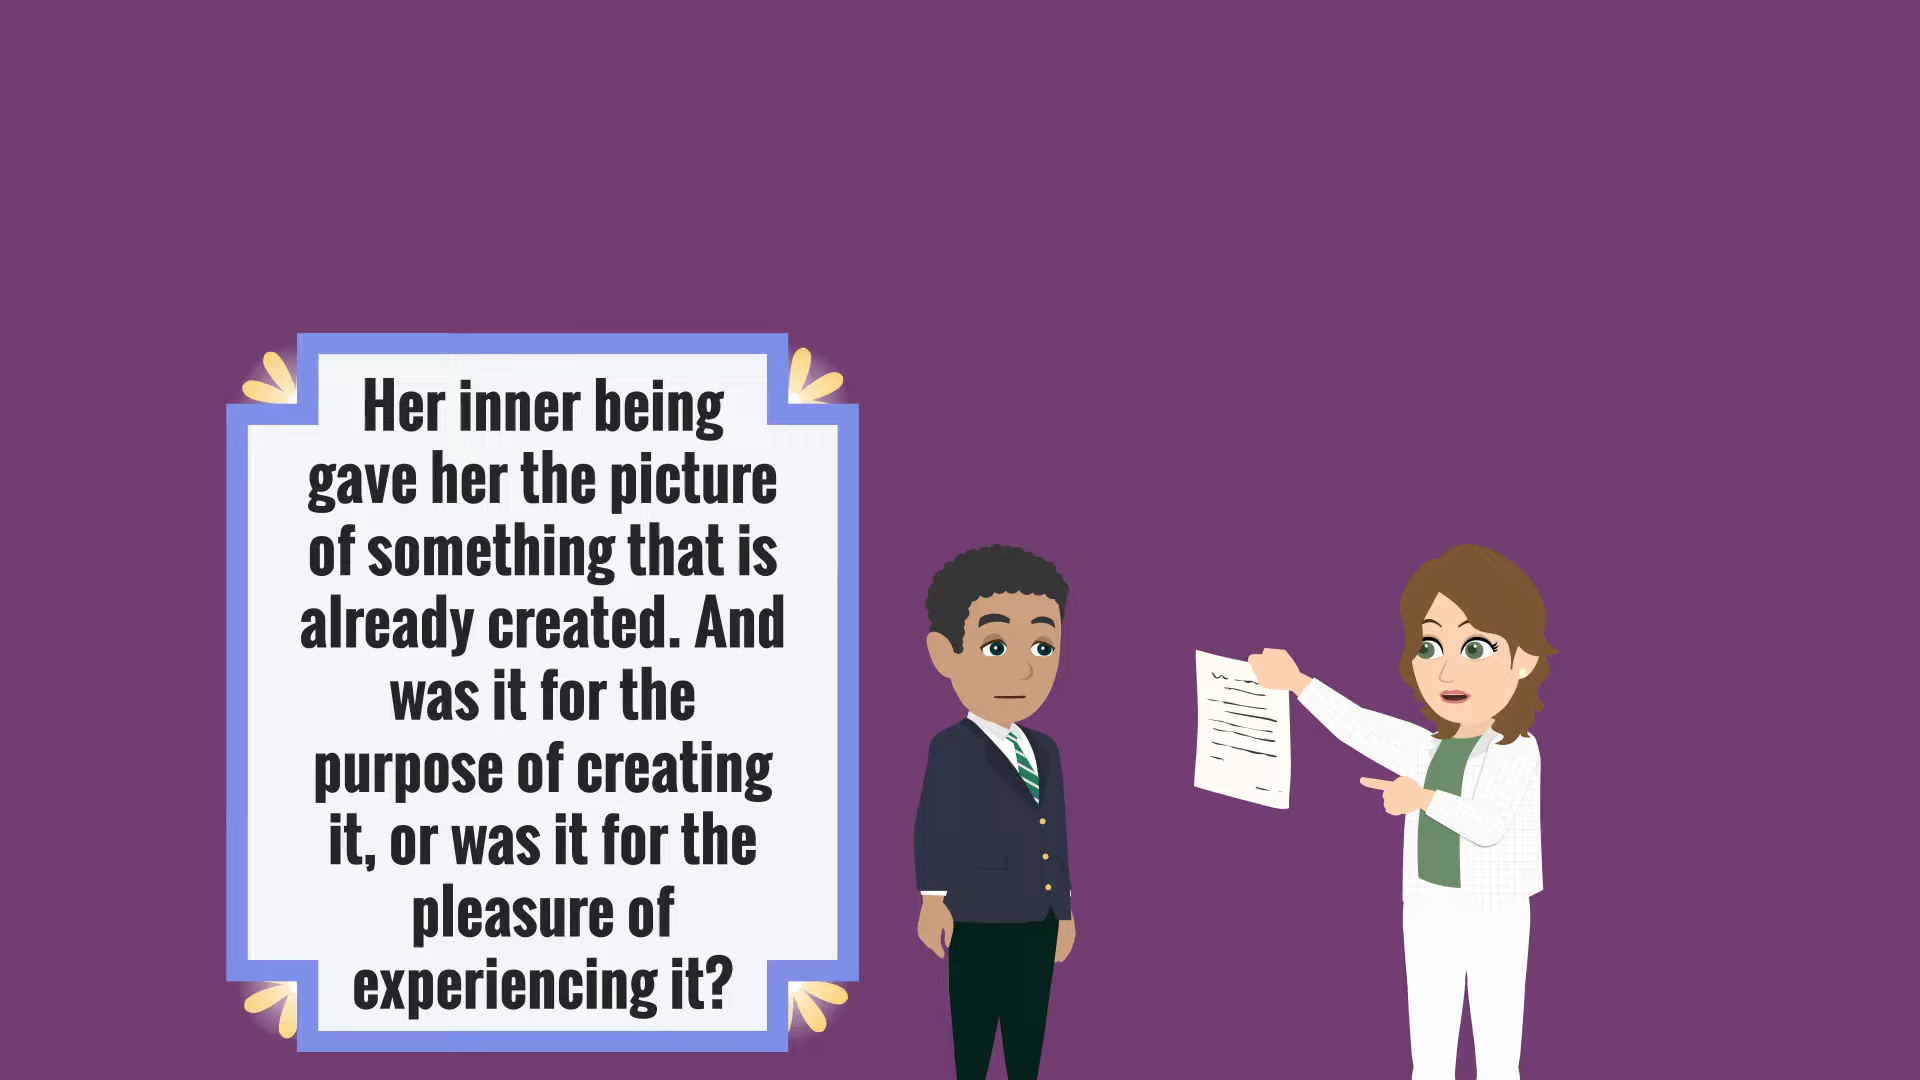 Her inner being
gave her the picture
of something that is
already created. And
was it for the
purpose of creating
it, or was it for the
pleasure of
experiencing it?